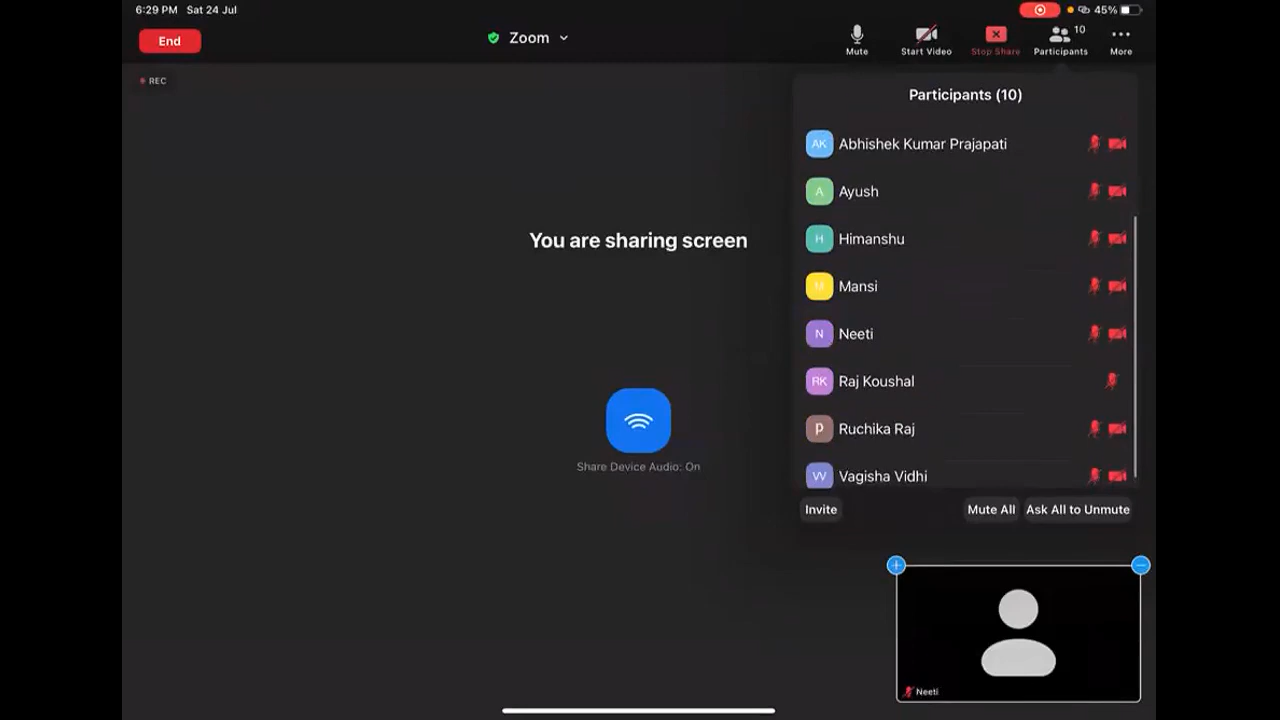 6:29 PM Sat 24 Jul
45%
End
Zoom
Mute
Start Video
Stop Share
10
Participants
More
REC
Participants (10)
AK Abhishek Kumar Prajapati
A Ayush
H Himanshu
M Mansi
N Neeti
RK Raj Koushal
P Ruchika Raj
VV Vagisha Vidhi
You are sharing screen
Share Device Audio: On
Invite
Mute All
Ask All to Unmute
Neeti